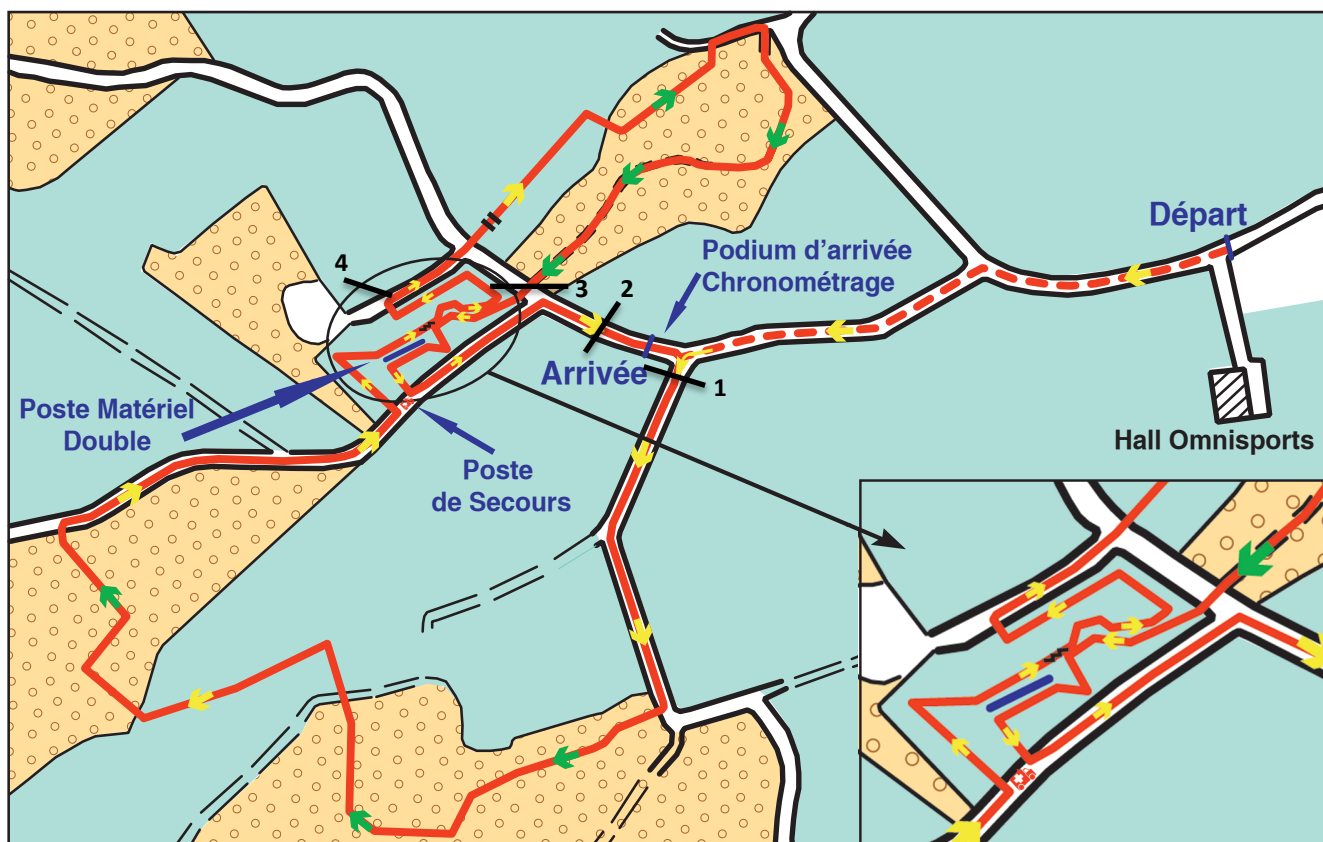 Départ
Podium d'arrivée
Chronométrage
4
3
2
Arrivée
1
Poste Matériel
Double
Poste
de Secours
Hall Omnisports